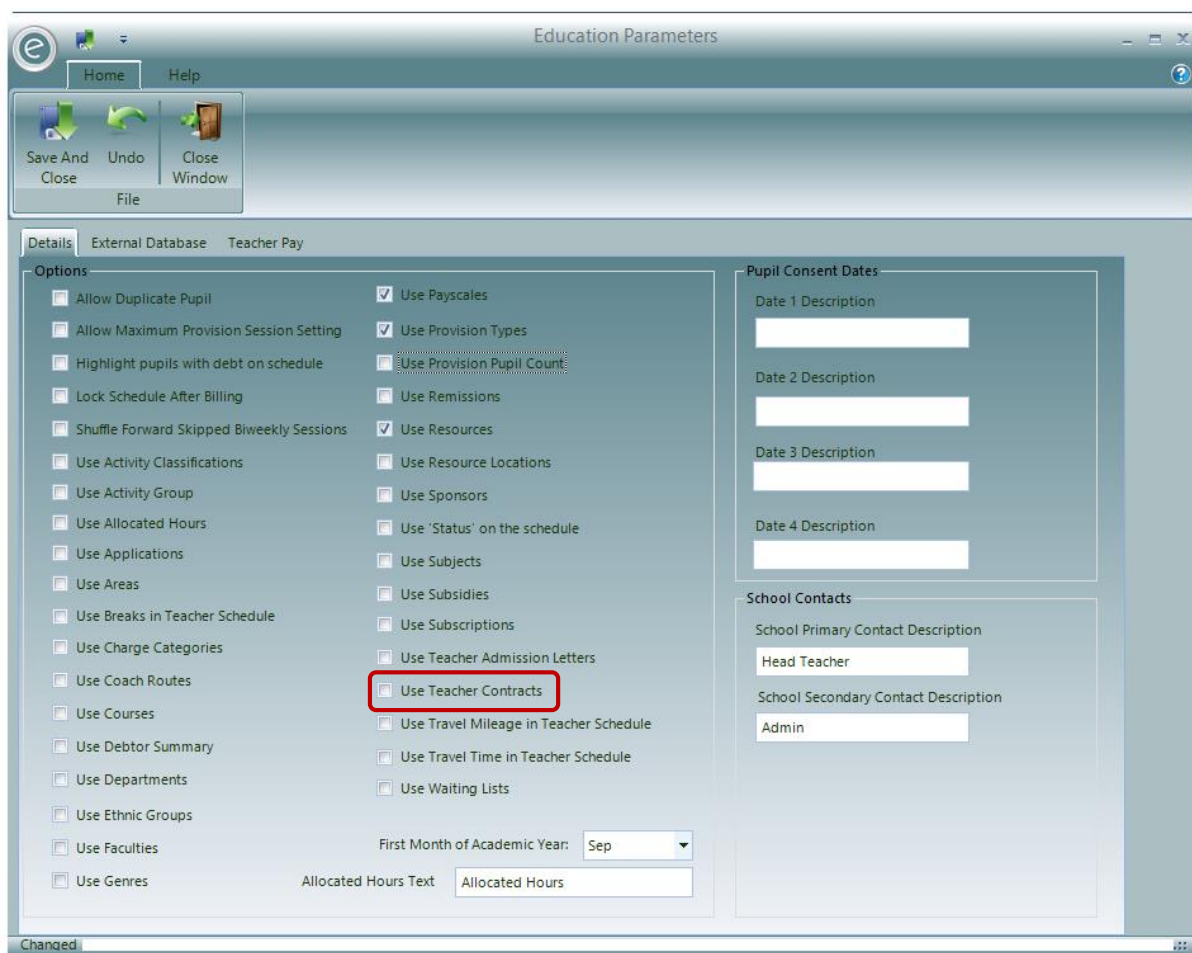 Education Parameters
Home Help
Save And Close
Undo
Close Window
File
Details External Database Teacher Pay
Options
Allow Duplicate Pupil
Allow Maximum Provision Session Setting
Highlight pupils with debt on schedule
Lock Schedule After Billing
Shuffle Forward Skipped Biweekly Sessions
Use Activity Classifications
Use Activity Group
Use Allocated Hours
Use Applications
Use Areas
Use Breaks in Teacher Schedule
Use Charge Categories
Use Coach Routes
Use Courses
Use Debtor Summary
Use Departments
Use Ethnic Groups
Use Faculties
Use Genres
Use Payscales
Use Provision Types
Use Provision Pupil Count
Use Remissions
Use Resources
Use Resource Locations
Use Sponsors
Use 'Status' on the schedule
Use Subjects
Use Subsidies
Use Subscriptions
Use Teacher Admission Letters
Use Teacher Contracts
Use Travel Mileage in Teacher Schedule
Use Travel Time in Teacher Schedule
Use Waiting Lists
First Month of Academic Year: Sep
Allocated Hours Text Allocated Hours
Pupil Consent Dates
Date 1 Description
Date 2 Description
Date 3 Description
Date 4 Description
School Contacts
School Primary Contact Description
Head Teacher
School Secondary Contact Description
Admin
Changed